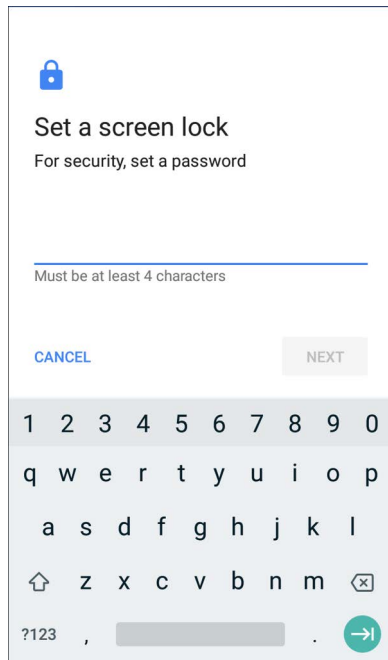 Set a screen lock
For security, set a password
Must be at least 4 characters
CANCEL NEXT
1 2 3 4 5 6 7 8 9 0
q w e r t y u i o p
a s d f g h j k l
z x c v b n m
?123 , .